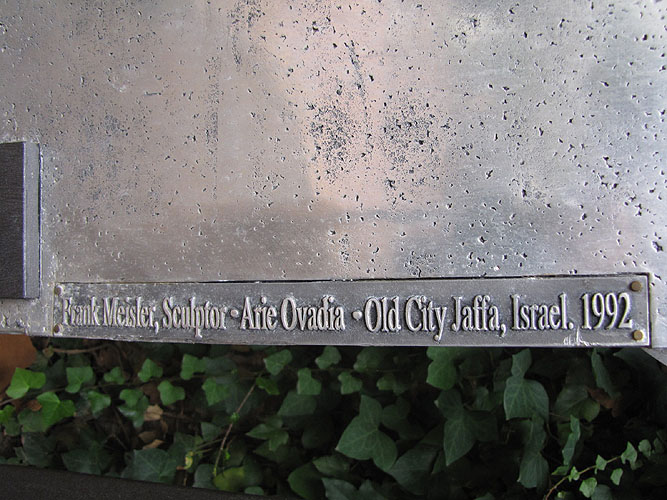 Frank Meisler, Sculptor · Arie Ovadia · Old City Jaffa, Israel. 1992